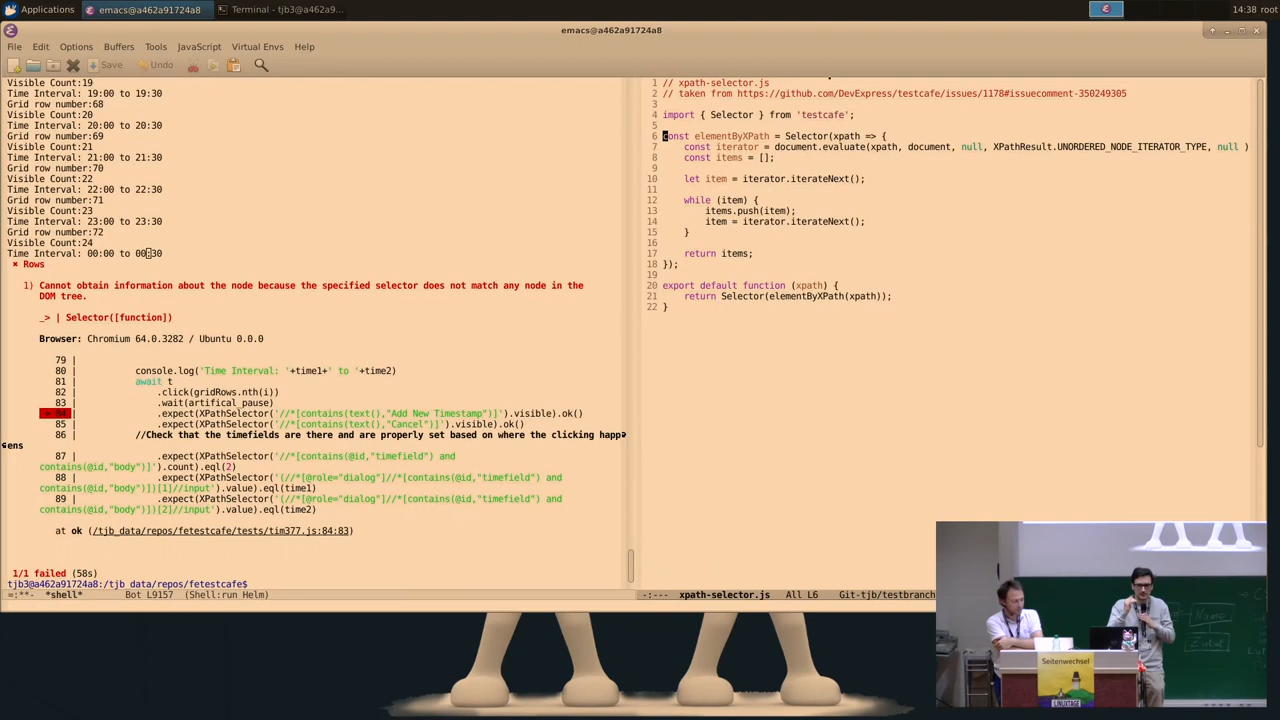 Applications
emacs@a462a91724a8
Terminal - tjb3@a462a9...
14:38 root
emacs@a462a91724a8
File Edit Options Buffers Tools JavaScript Virtual Envs Help
Save Undo
Visible Count:19
Time Interval: 19:00 to 19:30
Grid row number:68
Visible Count:20
Time Interval: 20:00 to 20:30
Grid row number:69
Visible Count:21
Time Interval: 21:00 to 21:30
Grid row number:70
Visible Count:22
Time Interval: 22:00 to 22:30
Grid row number:71
Visible Count:23
Time Interval: 23:00 to 23:30
Grid row number:72
Visible Count:24
Time Interval: 00:00 to 00:30
✖ Rows
1) Cannot obtain information about the node because the specified selector does not match any node in the
DOM tree.
_> | Selector([function])
Browser: Chromium 64.0.3282 / Ubuntu 0.0.0
79 |
80 | console.log('Time Interval: '+time1+' to '+time2)
81 | await t
82 | .click(gridRows.nth(i))
83 | .wait(artifical_pause)
> 84 | .expect(XPathSelector('//*[contains(text(),"Add New Timestamp")]').visible).ok()
85 | .expect(XPathSelector('//*[contains(text(),"Cancel")]').visible).ok()
86 | //Check that the timefields are there and are properly set based on where the clicking happ
ens
87 | .expect(XPathSelector('//*[contains(@id,"timefield") and
contains(@id,"body")]').count).eql(2)
88 | .expect(XPathSelector('(//*[@role="dialog"]//*[contains(@id,"timefield") and
contains(@id,"body")])[1]//input').value).eql(time1)
89 | .expect(XPathSelector('(//*[@role="dialog"]//*[contains(@id,"timefield") and
contains(@id,"body")])[2]//input').value).eql(time2)
at ok (/tjb_data/repos/fetestcafe/tests/tim377.js:84:83)
1/1 failed (58s)
tjb3@a462a91724a8:/tjb_data/repos/fetestcafe$
=:**- *shell* Bot L9157 (Shell:run Helm)
1 // xpath-selector.js
2 // taken from https://github.com/DevExpress/testcafe/issues/1178#issuecomment-350249305
3
4 import { Selector } from 'testcafe';
5
6 const elementByXPath = Selector(xpath => {
7 const iterator = document.evaluate(xpath, document, null, XPathResult.UNORDERED_NODE_ITERATOR_TYPE, null )
8 const items = [];
9
10 let item = iterator.iterateNext();
11
12 while (item) {
13 items.push(item);
14 item = iterator.iterateNext();
15 }
16
17 return items;
18 });
19
20 export default function (xpath) {
21 return Selector(elementByXPath(xpath));
22 }
-:--- xpath-selector.js All L6 Git-tjb/testbranch
Seitenwechsel
LINUXTAGE